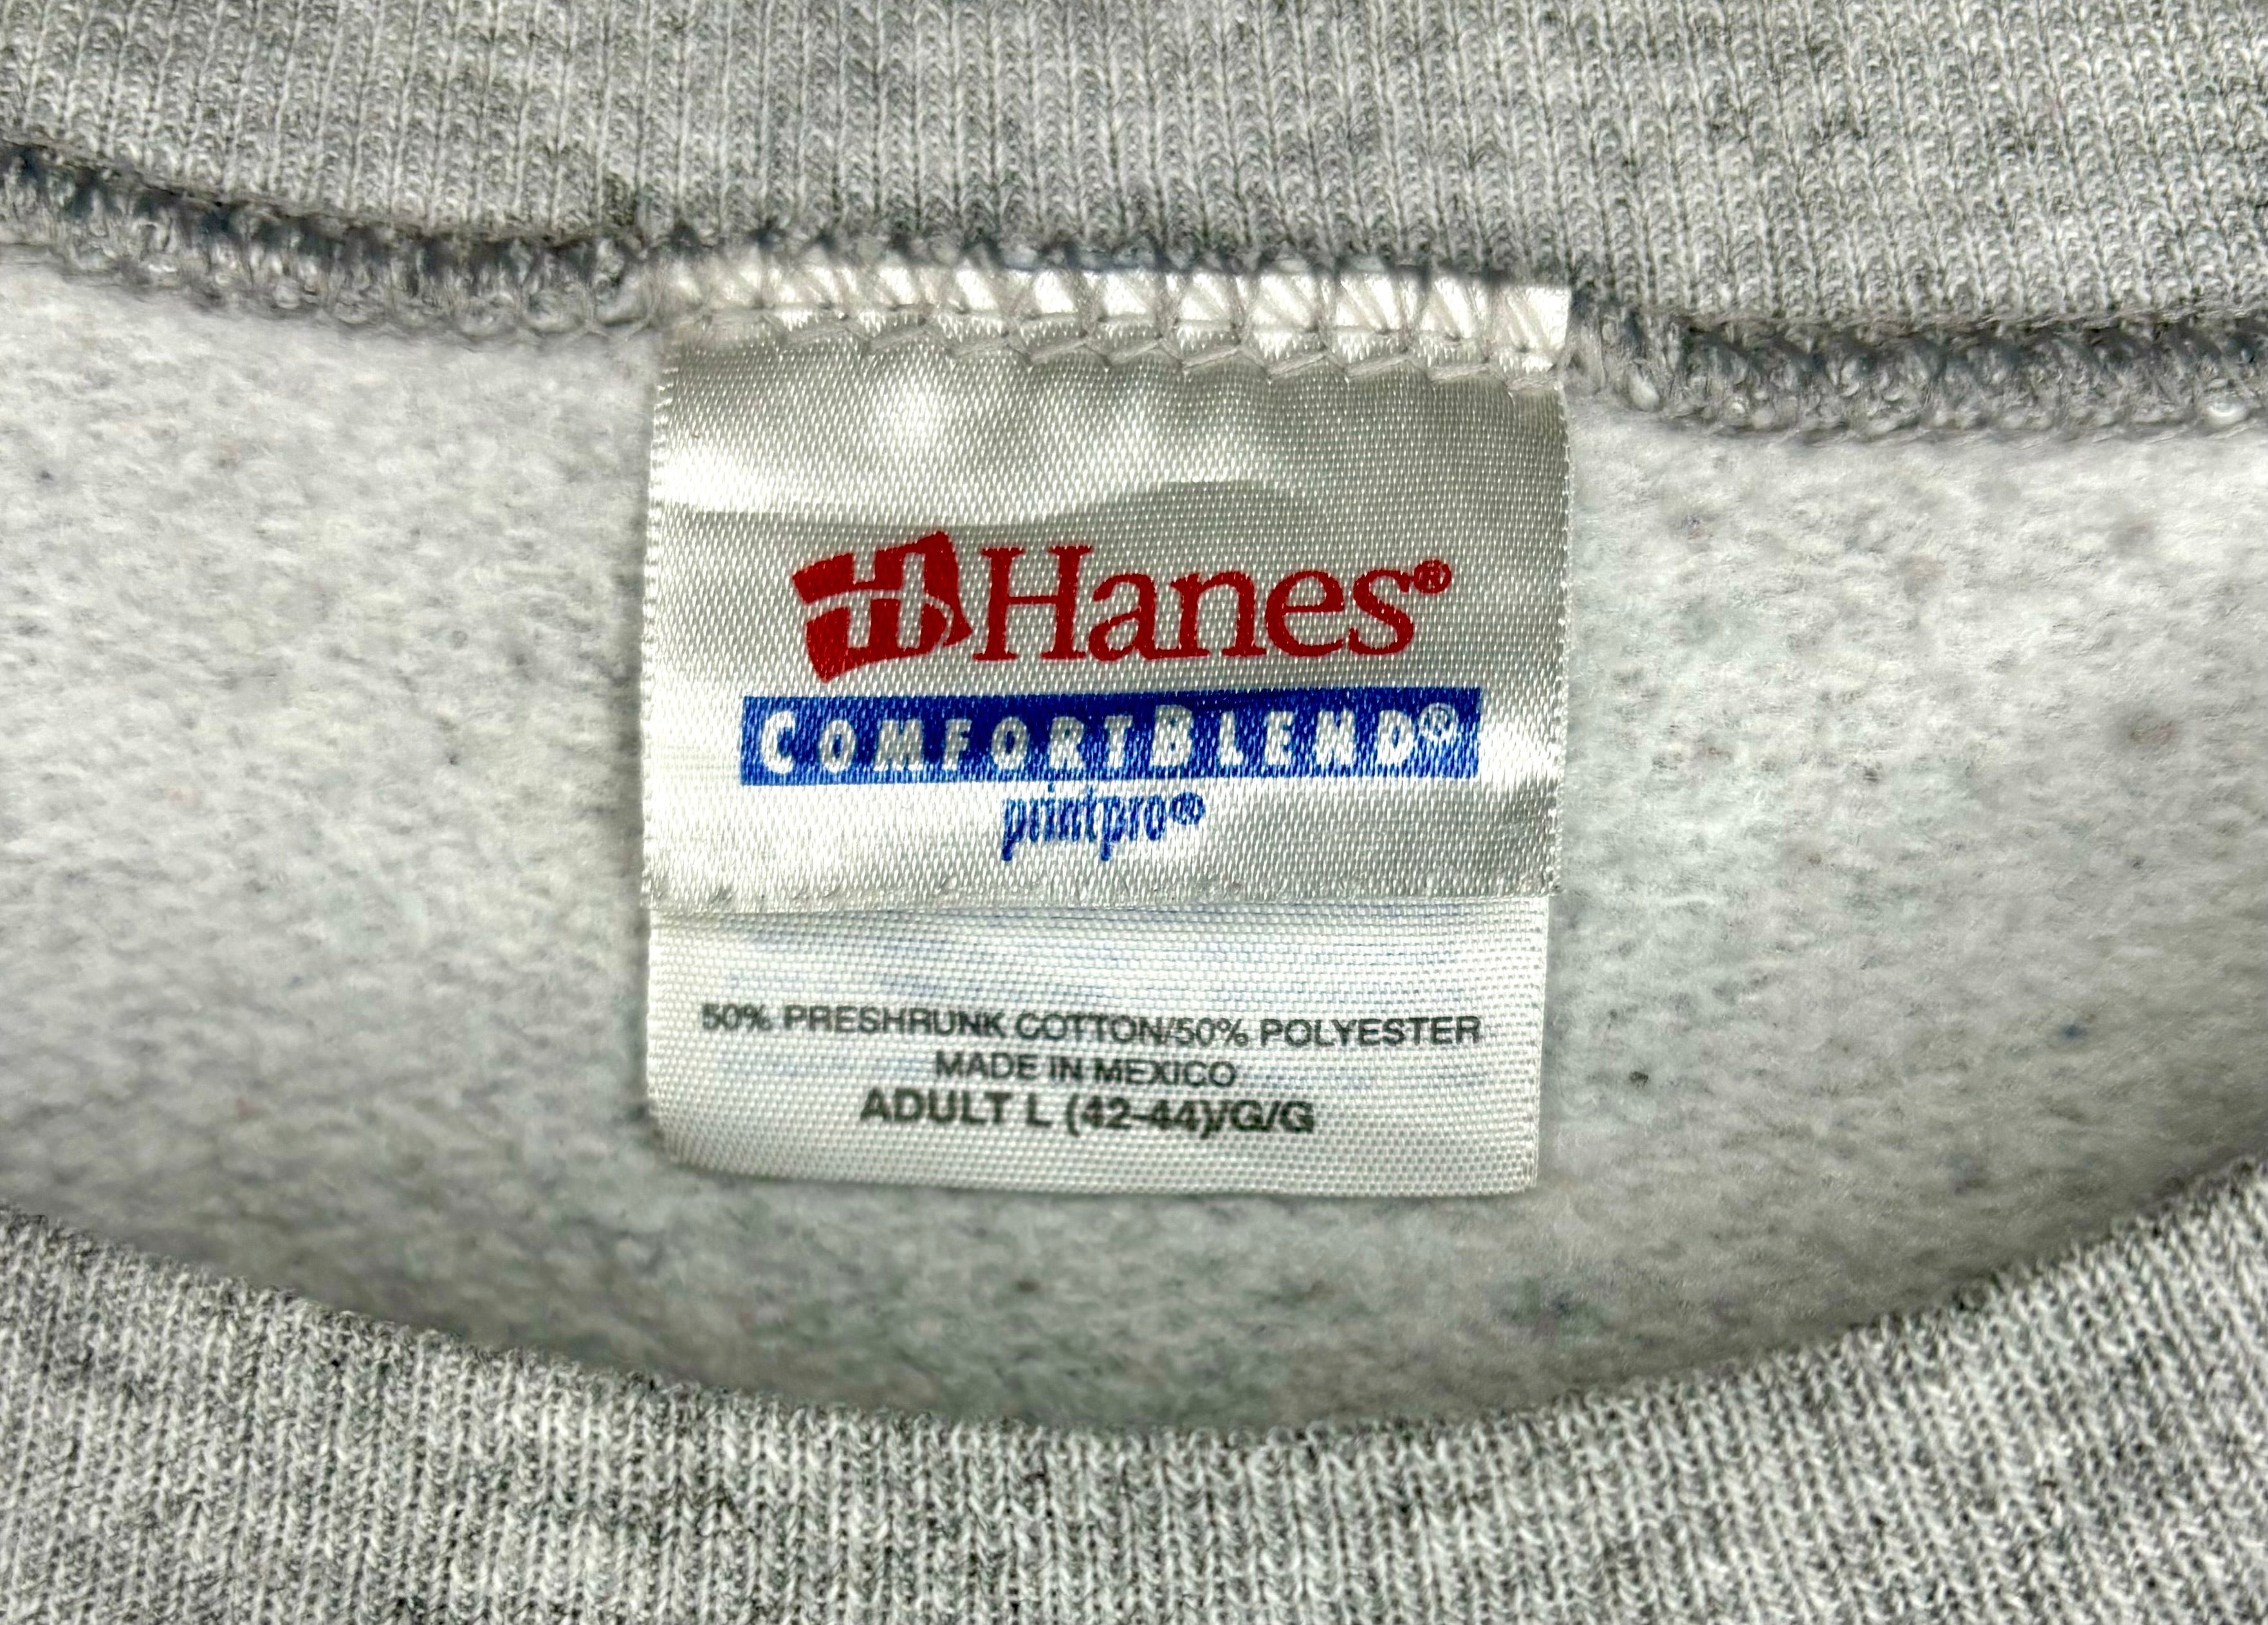 Hanes®
COMFORTBLEND®
printpro®
50% PRESHRUNK COTTON/50% POLYESTER
MADE IN MEXICO
ADULT L (42-44)/G/G